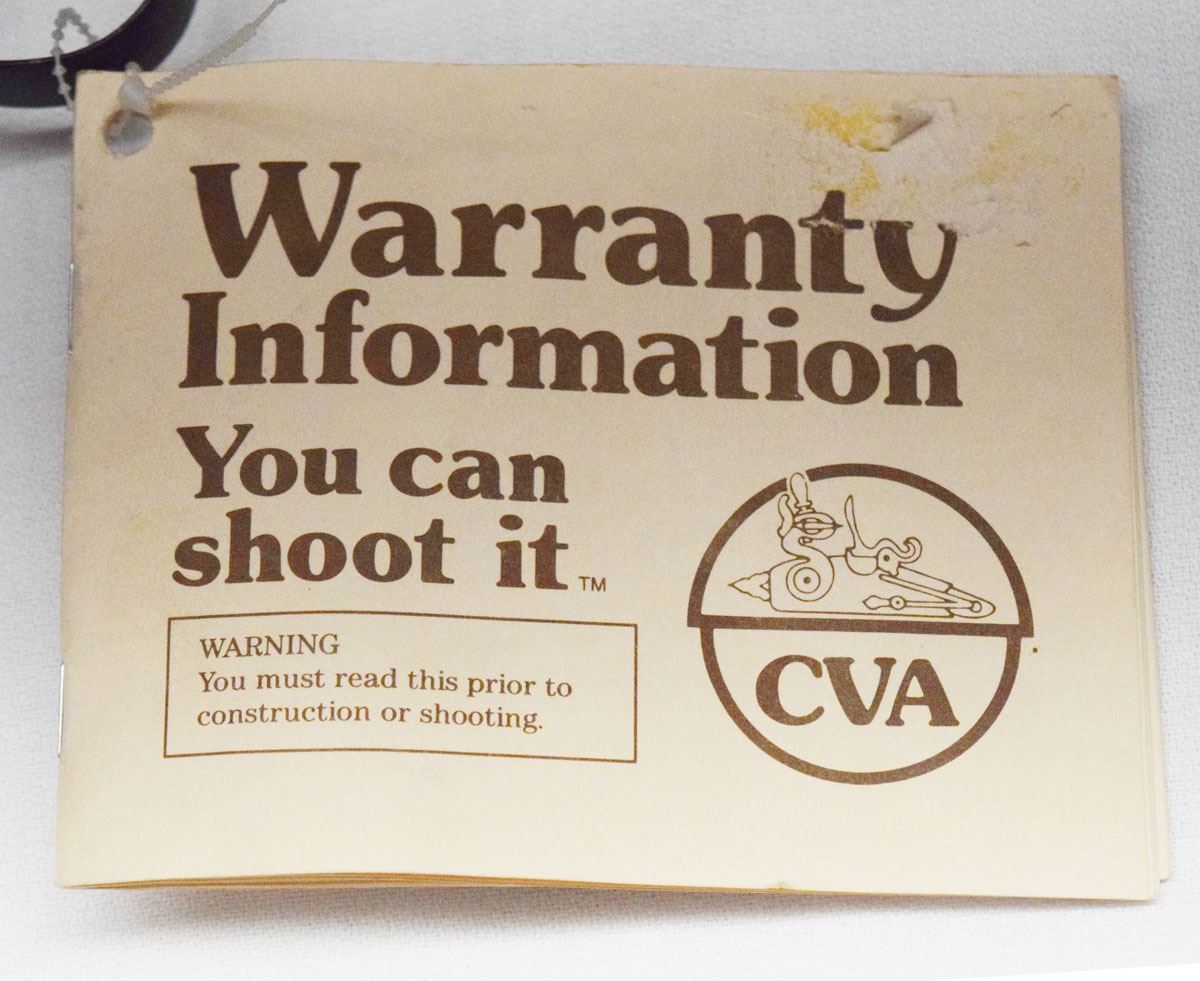 Warranty
Information
You can
shoot it™
WARNING
You must read this prior to
construction or shooting.
CVA